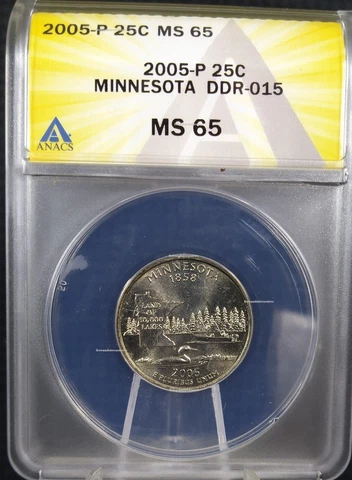 2005-P 25C MS 65
2005-P 25C
MINNESOTA DDR-015
MS 65
ANACS
MINNESOTA
1858
LAND
OF
10,000
LAKES
2005
E PLURIBUS UNUM